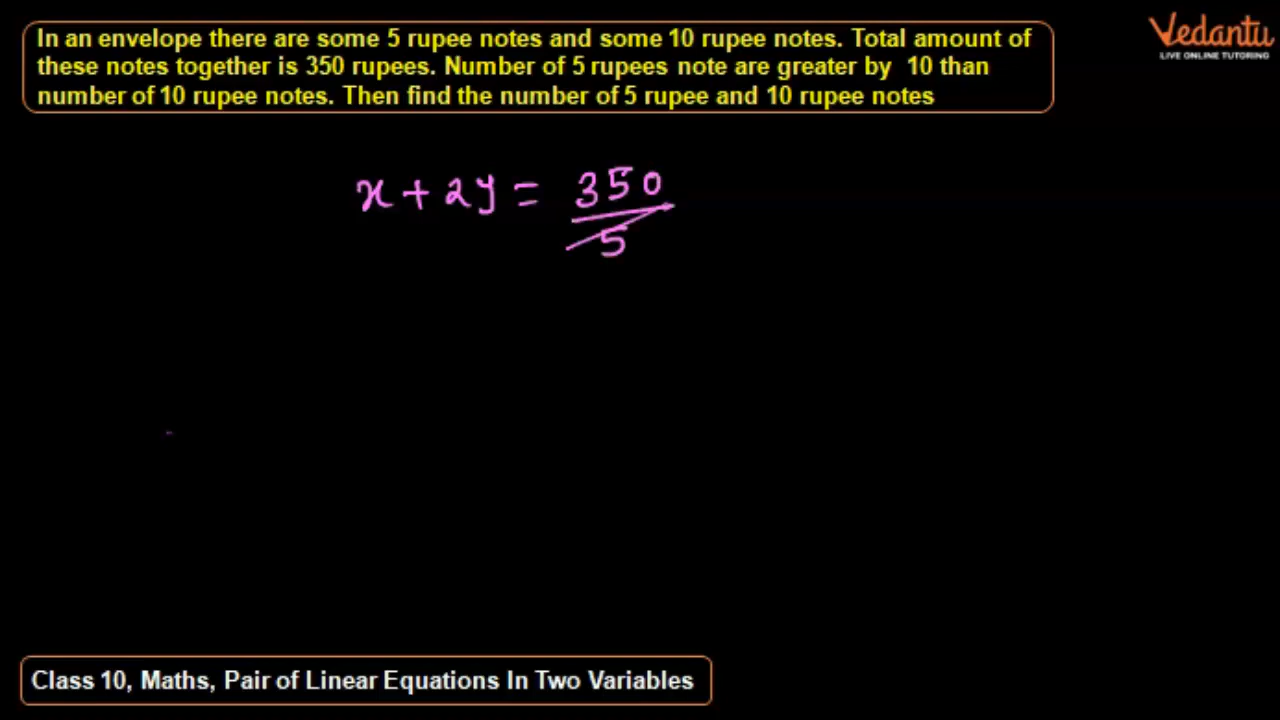 In an envelope there are some 5 rupee notes and some 10 rupee notes. Total amount of
these notes together is 350 rupees. Number of 5 rupees note are greater by 10 than
number of 10 rupee notes. Then find the number of 5 rupee and 10 rupee notes
Vedantu
LIVE ONLINE TUTORING
x + 2y = 350
5
Class 10, Maths, Pair of Linear Equations In Two Variables